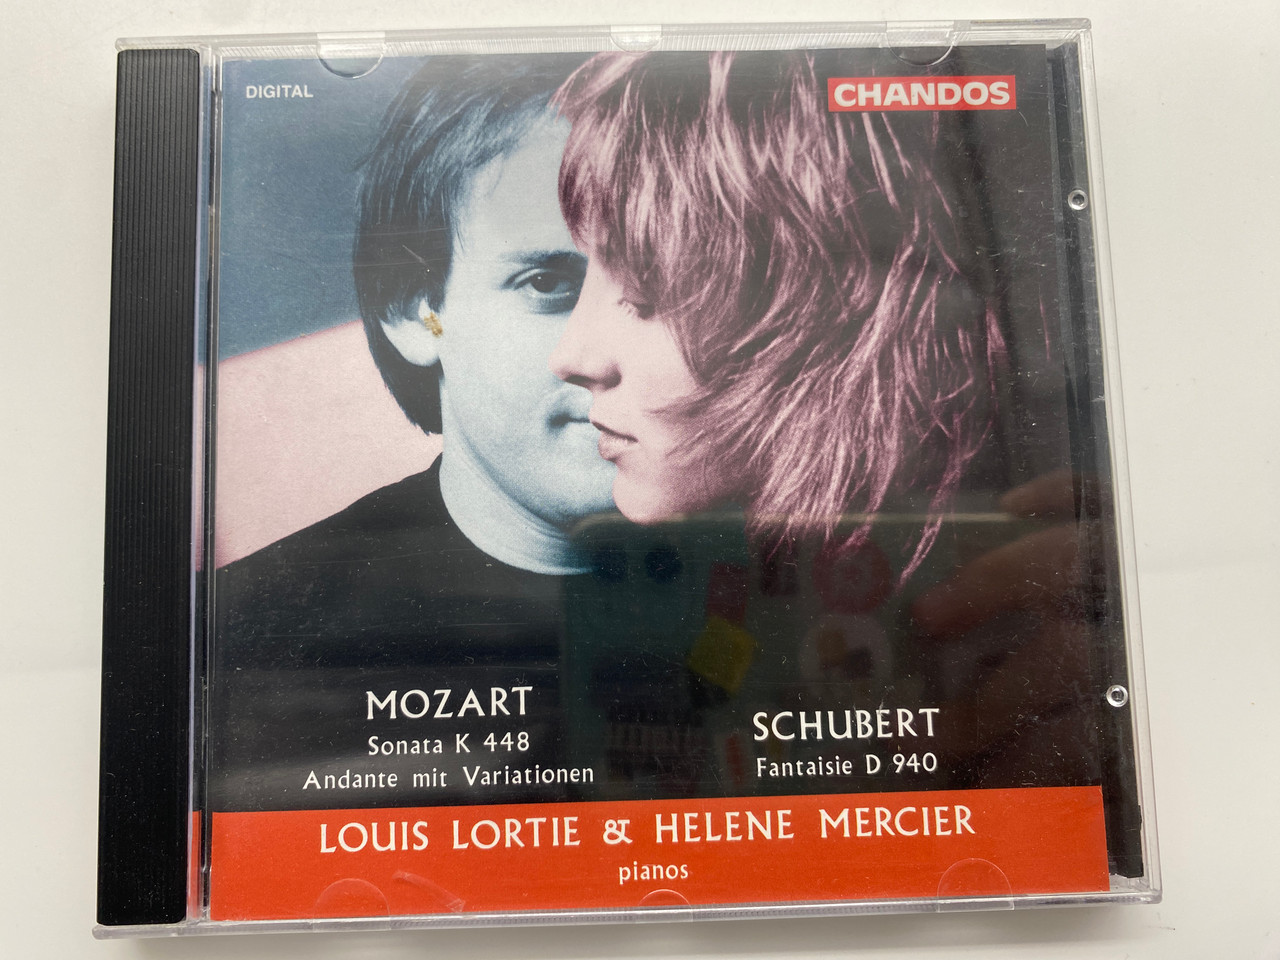 DIGITAL
CHANDOS
MOZART
Sonata K 448
Andante mit Variationen
SCHUBERT
Fantaisie D 940
LOUIS LORTIE & HELENE MERCIER
pianos